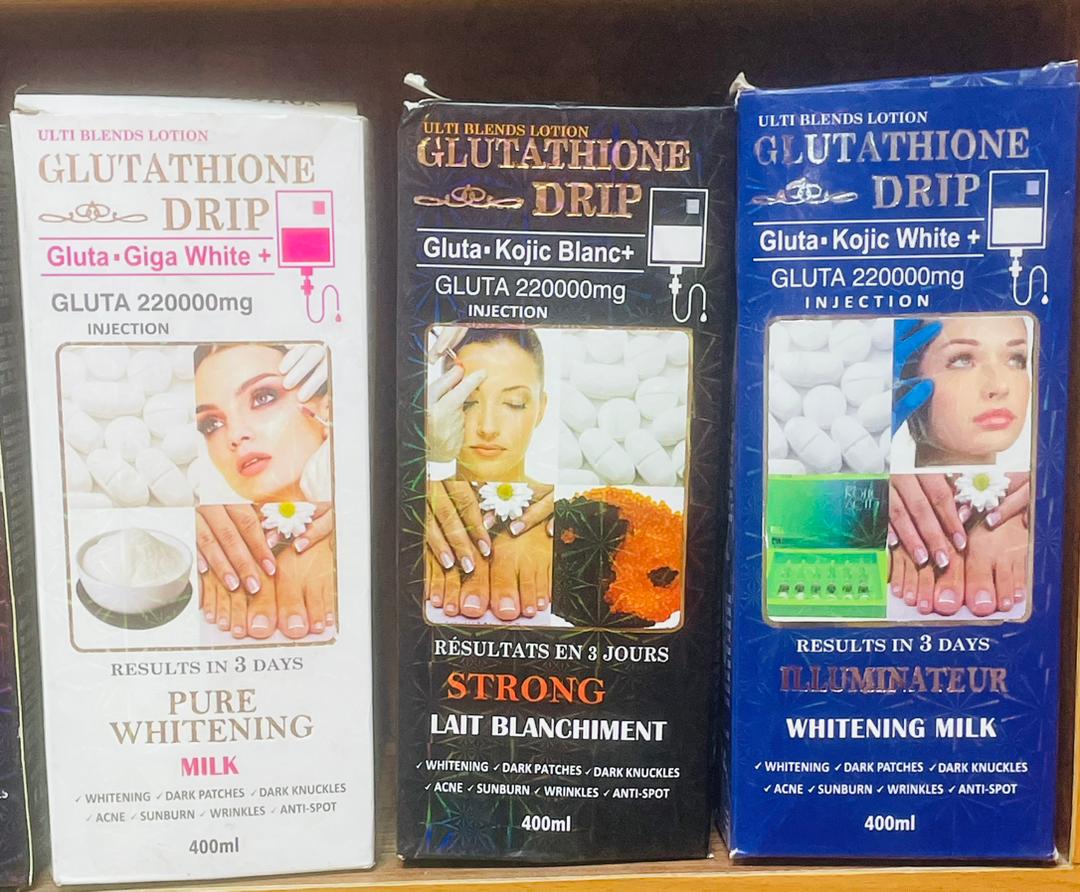 ULTI BLENDS LOTION
GLUTATHIONE
DRIP
Gluta·Giga White +
GLUTA 220000mg
INJECTION
RESULTS IN 3 DAYS
PURE
WHITENING
MILK
✓WHITENING ✓DARK PATCHES ✓DARK KNUCKLES
✓ACNE ✓SUNBURN ✓WRINKLES ✓ANTI-SPOT
400ml
ULTI BLENDS LOTION
GLUTATHIONE
DRIP
Gluta·Kojic Blanc+
GLUTA 220000mg
INJECTION
RÉSULTATS EN 3 JOURS
STRONG
LAIT BLANCHIMENT
✓WHITENING ✓DARK PATCHES ✓DARK KNUCKLES
✓ACNE ✓SUNBURN ✓WRINKLES ✓ANTI-SPOT
400ml
ULTI BLENDS LOTION
GLUTATHIONE
DRIP
Gluta·Kojic White +
GLUTA 220000mg
INJECTION
KOJIC
ACID
RESULTS IN 3 DAYS
ILLUMINATEUR
WHITENING MILK
✓WHITENING ✓DARK PATCHES ✓DARK KNUCKLES
✓ACNE ✓SUNBURN ✓WRINKLES ✓ANTI-SPOT
400ml